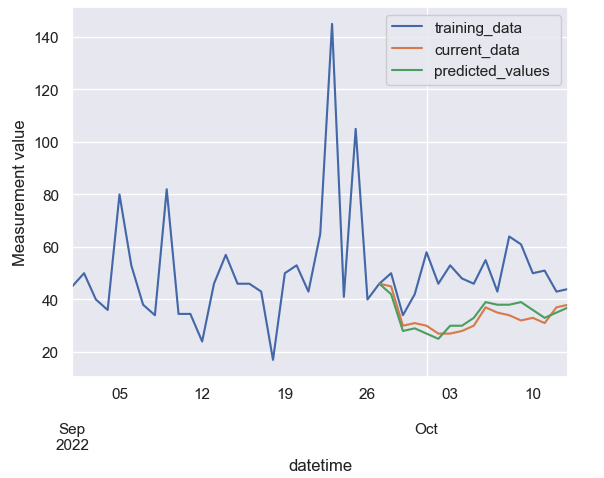 training_data
current_data
predicted_values
Measurement value
140
120
100
80
60
40
20
05 12 19 26 03 10
Sep Oct
2022
datetime